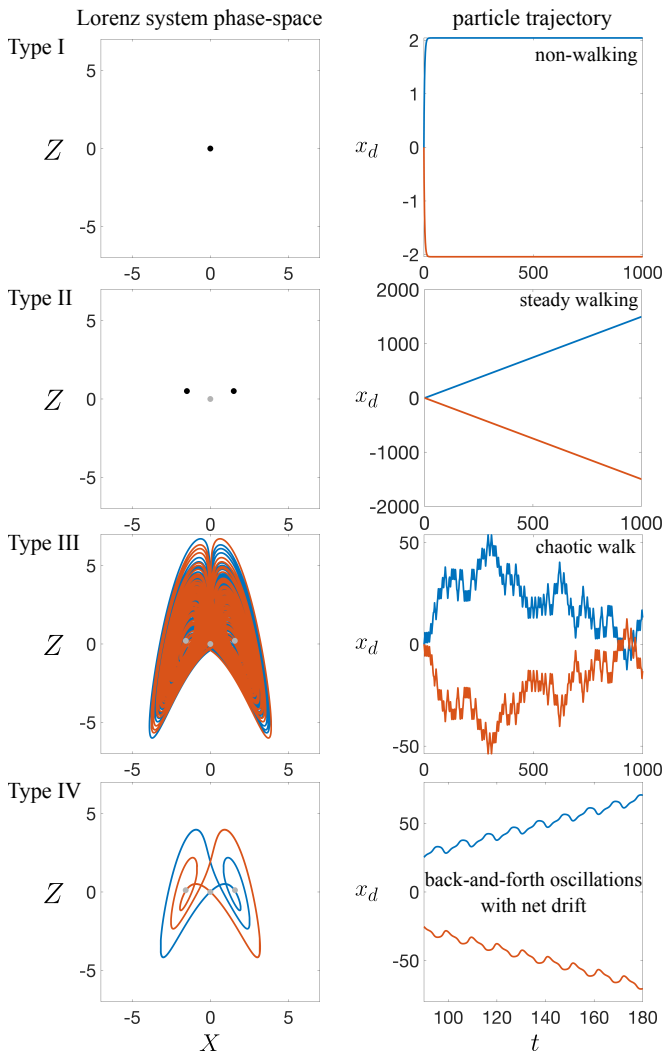 Lorenz system phase-space
particle trajectory
Type I
Z
5
0
-5
-5
0
5
non-walking
x_d
2
1
0
-1
-2
0
500
1000
Type II
Z
5
0
-5
-5
0
5
steady walking
x_d
2000
1000
0
-1000
-2000
0
500
1000
Type III
Z
5
0
-5
-5
0
5
chaotic walk
x_d
50
0
-50
0
500
1000
Type IV
Z
5
0
-5
-5
0
5
X
x_d
50
0
-50
back-and-forth oscillations
with net drift
100
120
140
160
180
t